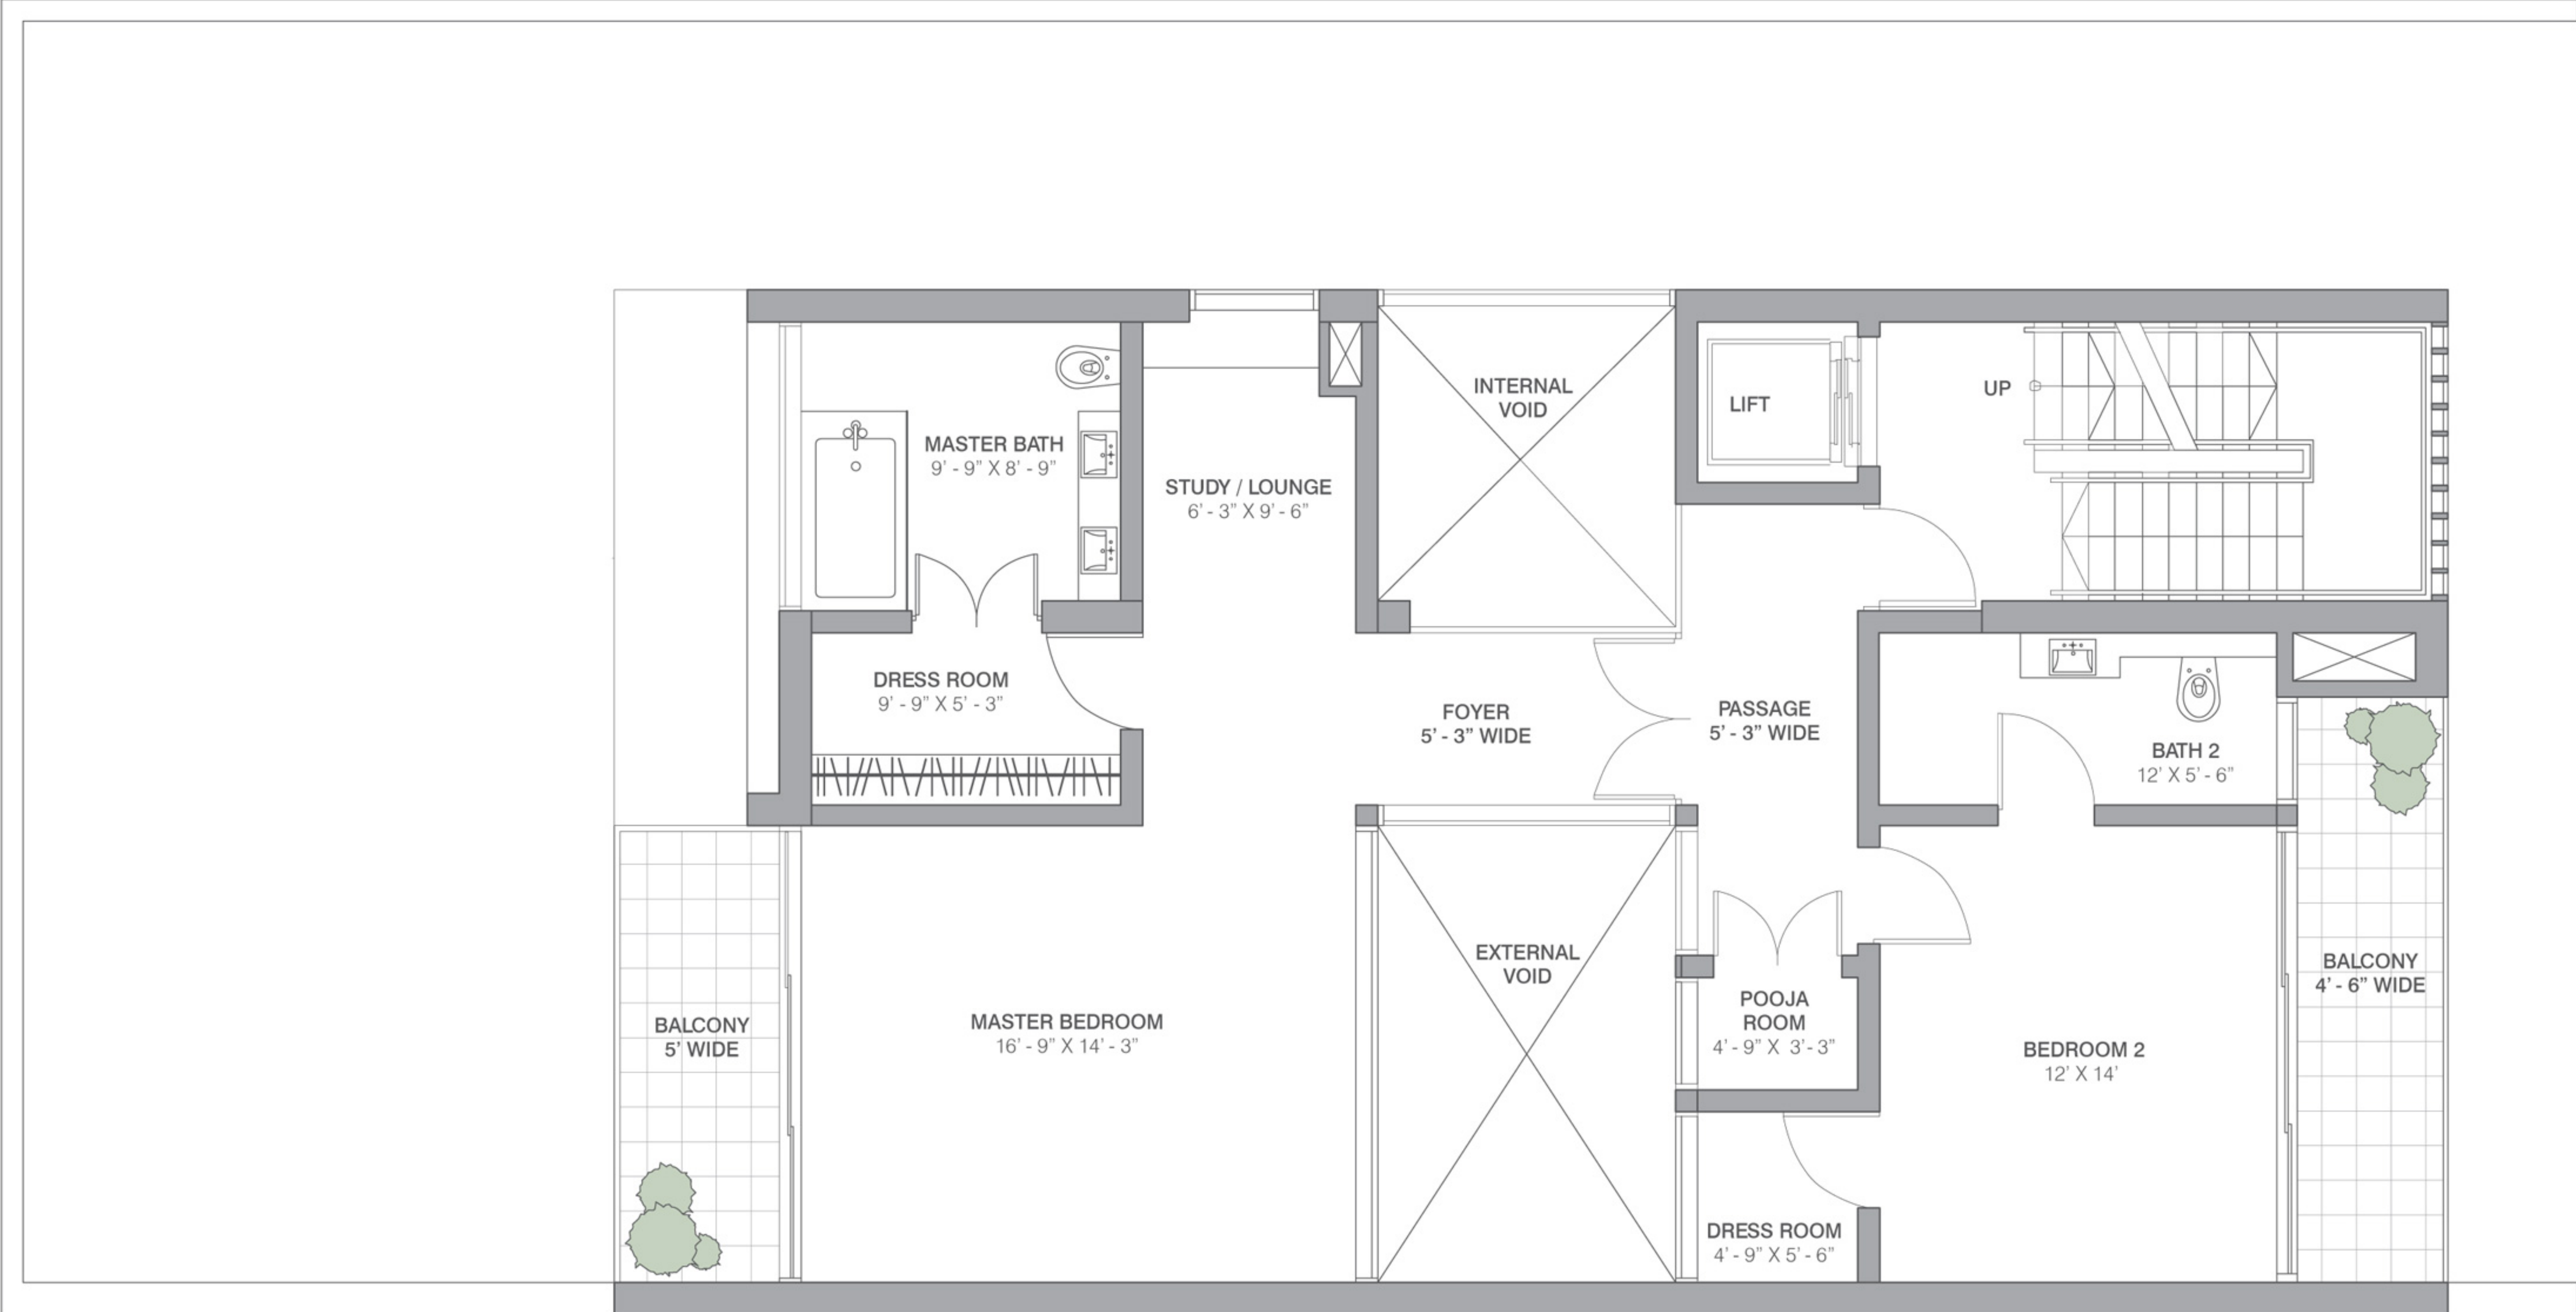 INTERNAL
VOID
LIFT
UP
MASTER BATH
9' - 9” X 8' - 9”
STUDY / LOUNGE
6' - 3” X 9' - 6”
DRESS ROOM
9' - 9” X 5' - 3”
FOYER
5' - 3” WIDE
PASSAGE
5' - 3” WIDE
BATH 2
12' X 5' - 6”
BALCONY
5' WIDE
MASTER BEDROOM
16' - 9” X 14' - 3”
EXTERNAL
VOID
POOJA
ROOM
4' - 9” X 3' - 3”
BEDROOM 2
12' X 14'
BALCONY
4' - 6” WIDE
DRESS ROOM
4' - 9” X 5' - 6”